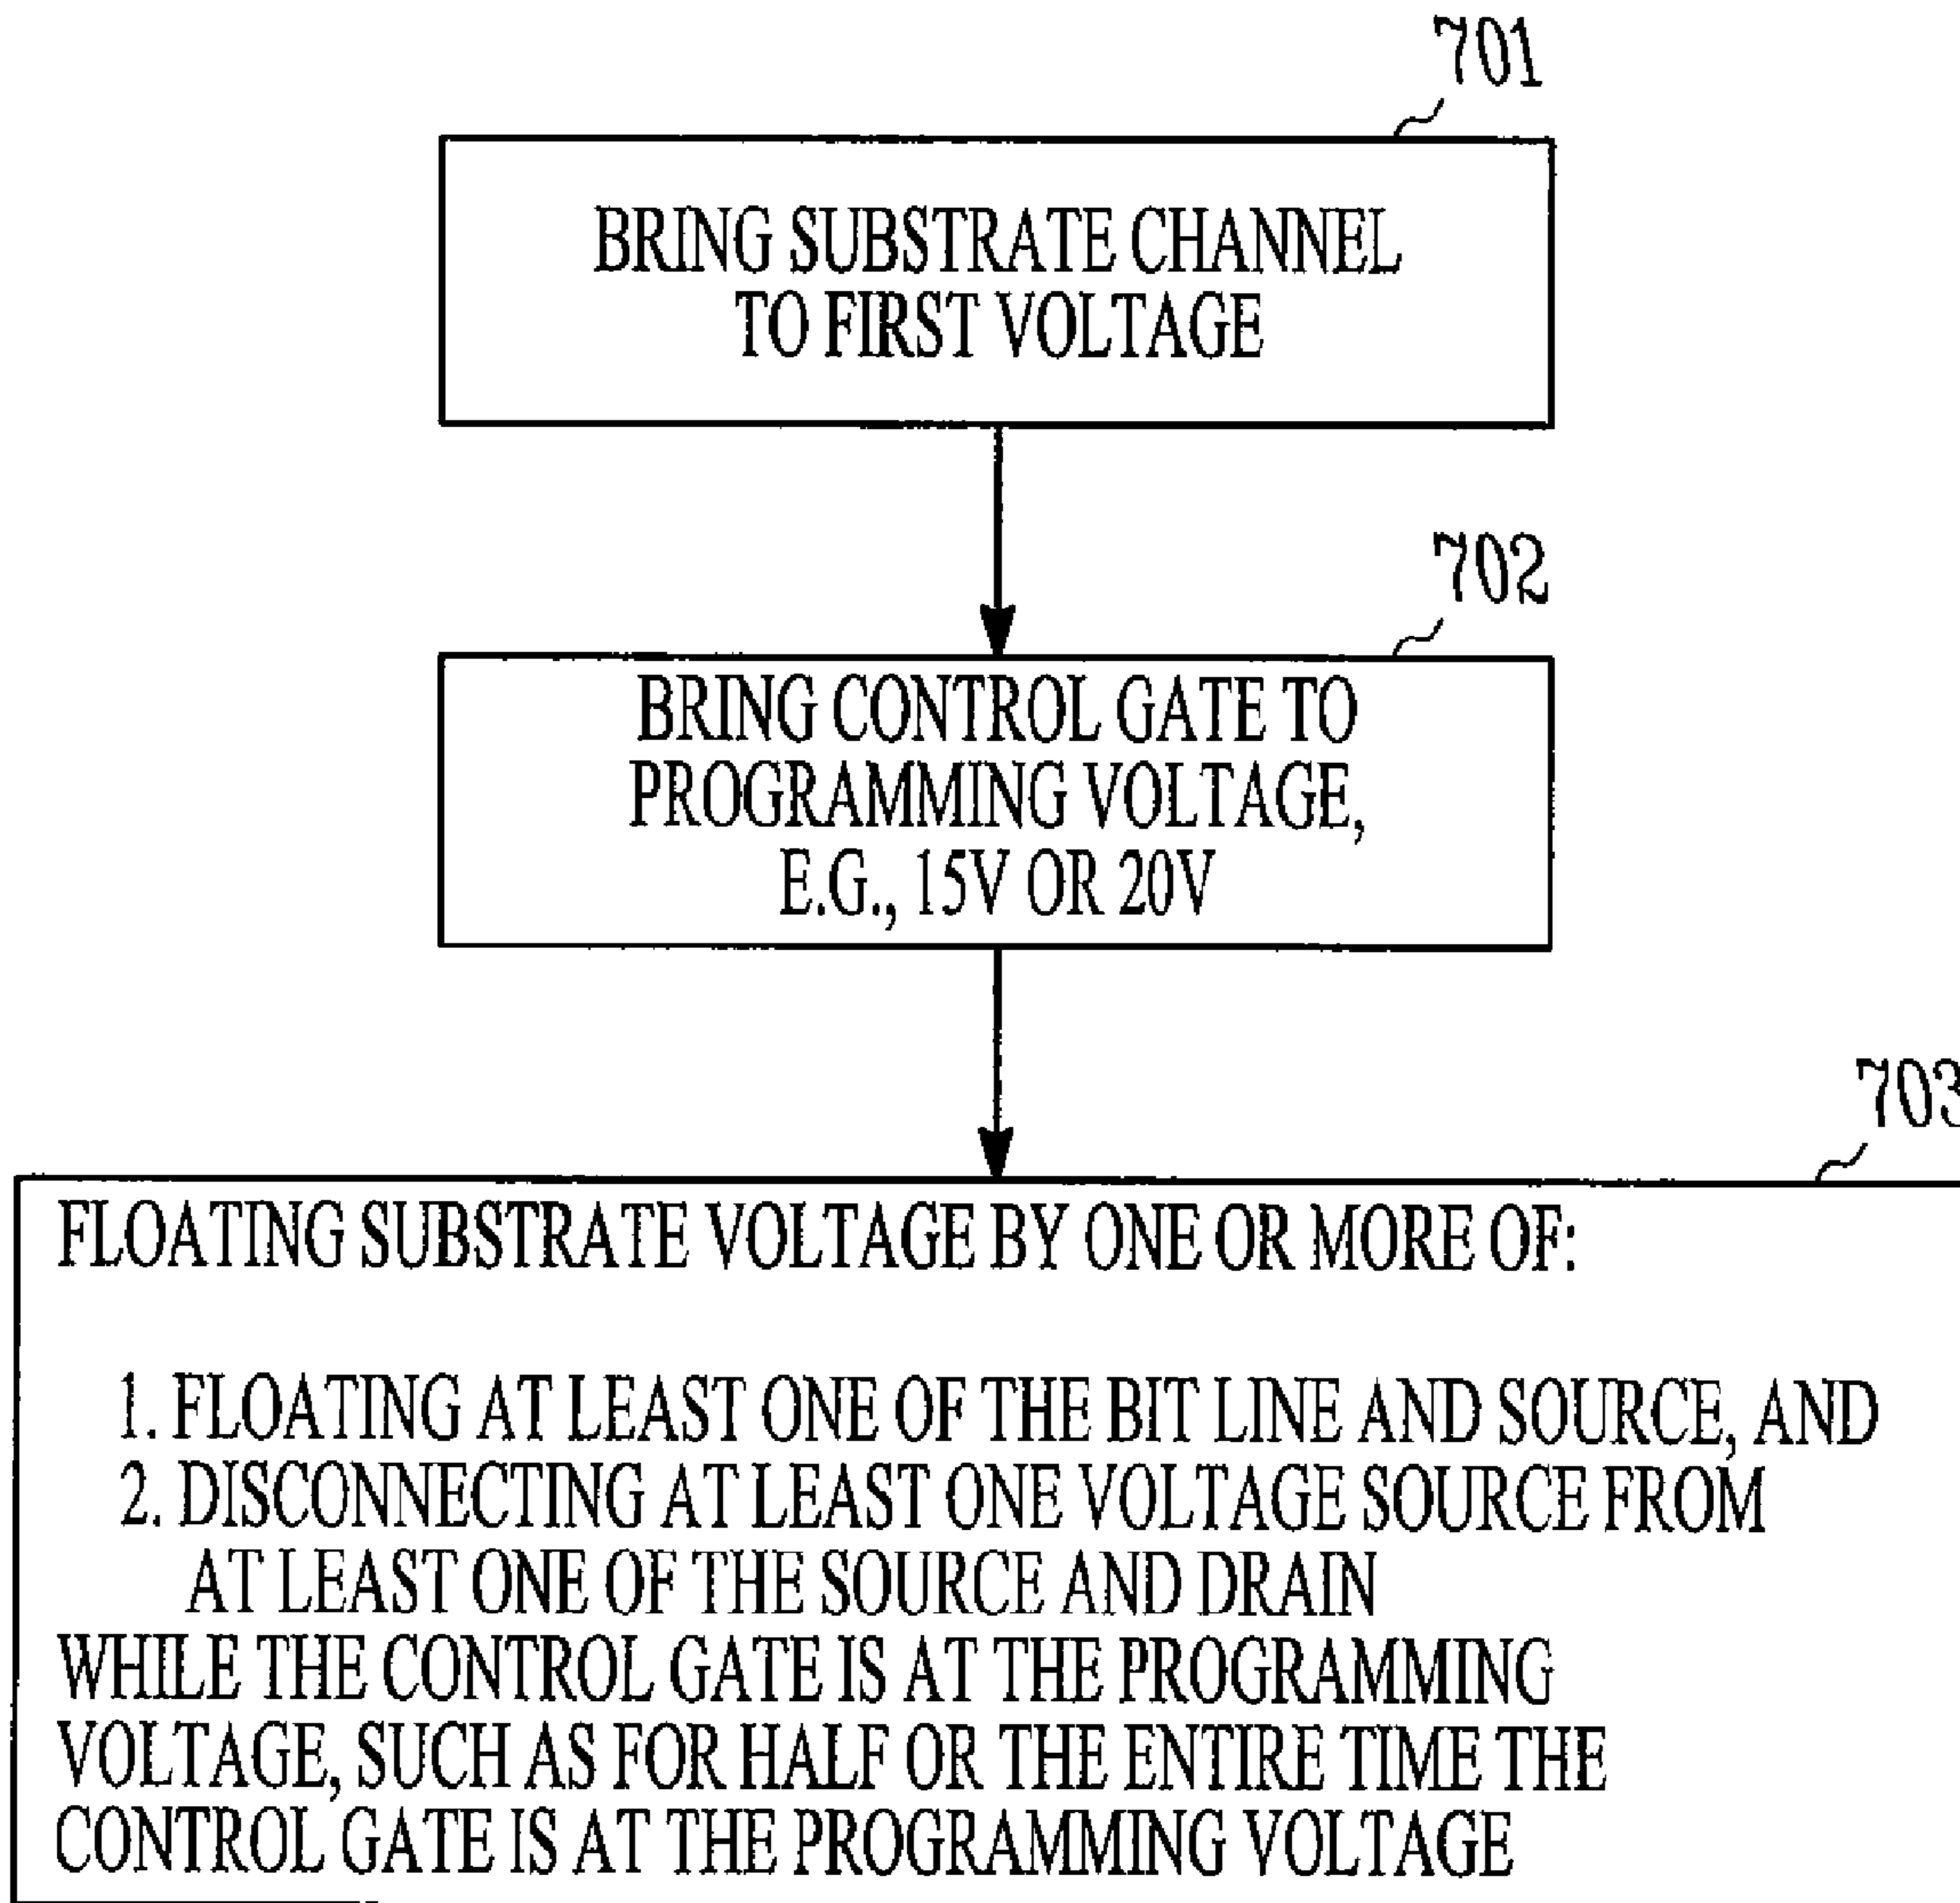 701
BRING SUBSTRATE CHANNEL
TO FIRST VOLTAGE
702
BRING CONTROL GATE TO
PROGRAMMING VOLTAGE,
E.G., 15V OR 20V
703
FLOATING SUBSTRATE VOLTAGE BY ONE OR MORE OF:
1. FLOATING AT LEAST ONE OF THE BIT LINE AND SOURCE, AND
2. DISCONNECTING AT LEAST ONE VOLTAGE SOURCE FROM
AT LEAST ONE OF THE SOURCE AND DRAIN
WHILE THE CONTROL GATE IS AT THE PROGRAMMING
VOLTAGE, SUCH AS FOR HALF OR THE ENTIRE TIME THE
CONTROL GATE IS AT THE PROGRAMMING VOLTAGE